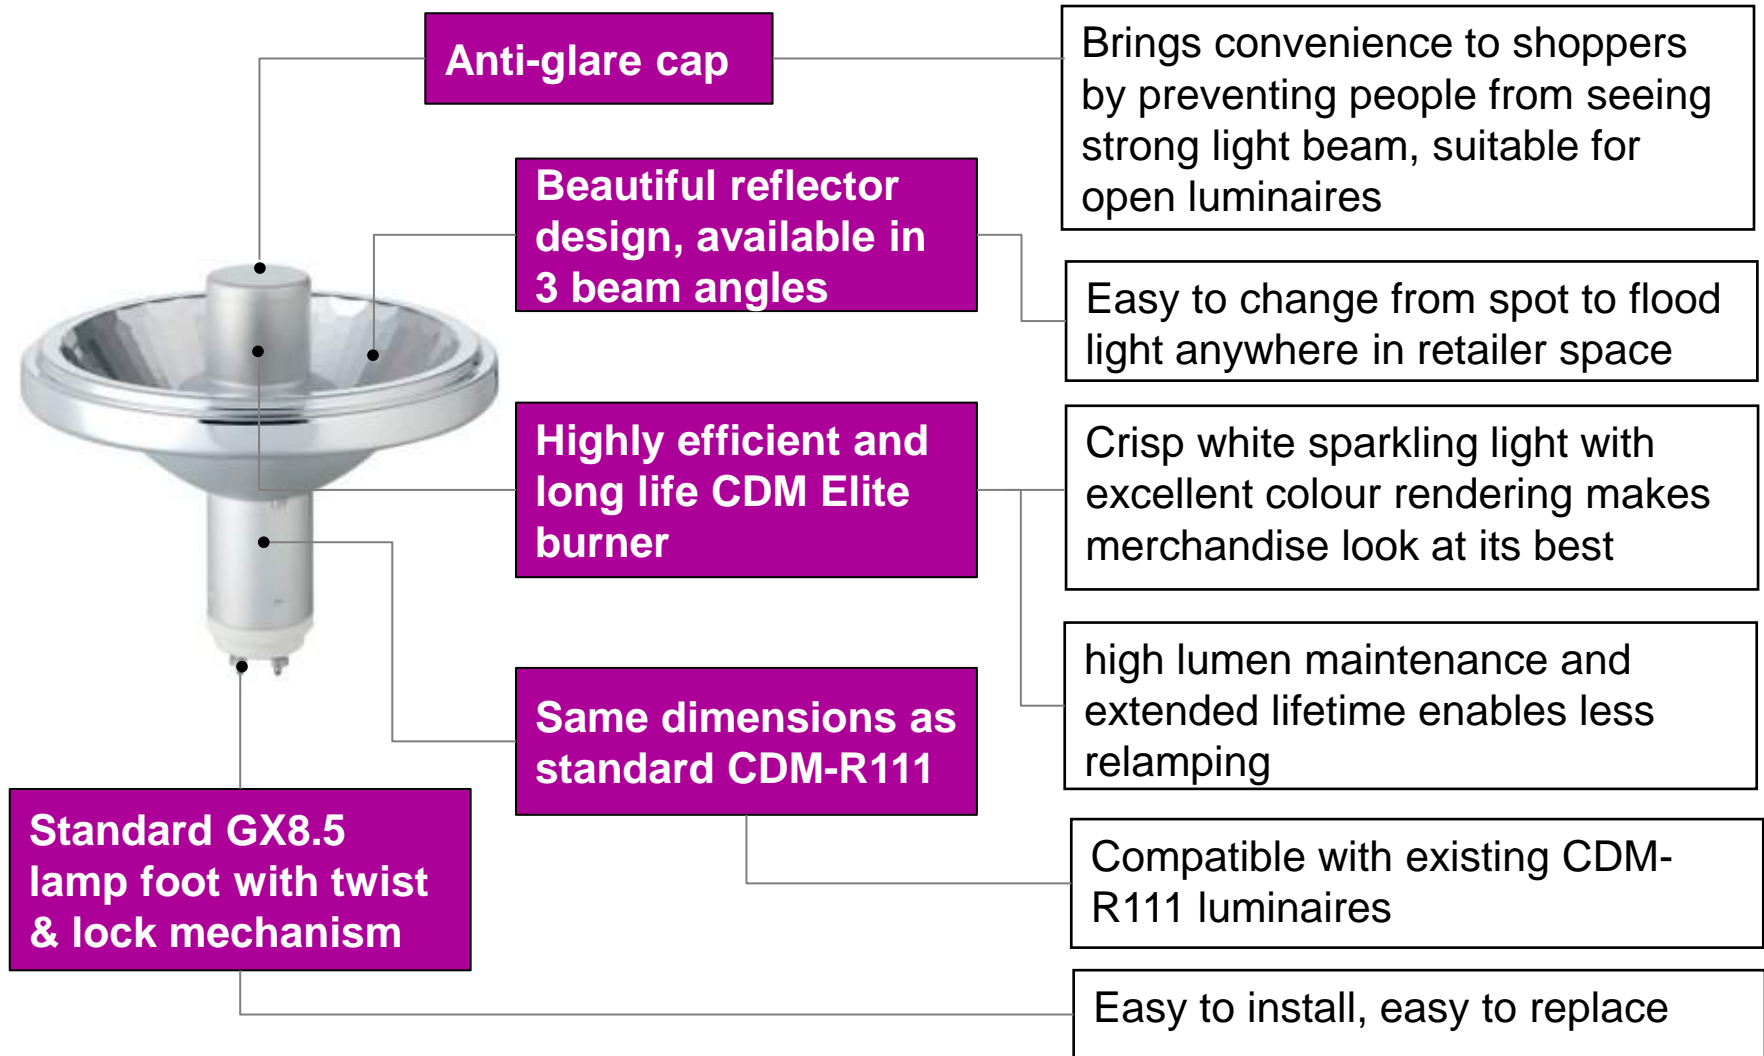 Anti-glare cap
Brings convenience to shoppers
by preventing people from seeing
strong light beam, suitable for
open luminaires
Beautiful reflector
design, available in
3 beam angles
Easy to change from spot to flood
light anywhere in retailer space
Highly efficient and
long life CDM Elite
burner
Crisp white sparkling light with
excellent colour rendering makes
merchandise look at its best
high lumen maintenance and
extended lifetime enables less
relamping
Same dimensions as
standard CDM-R111
Compatible with existing CDM-
R111 luminaires
Standard GX8.5
lamp foot with twist
& lock mechanism
Easy to install, easy to replace